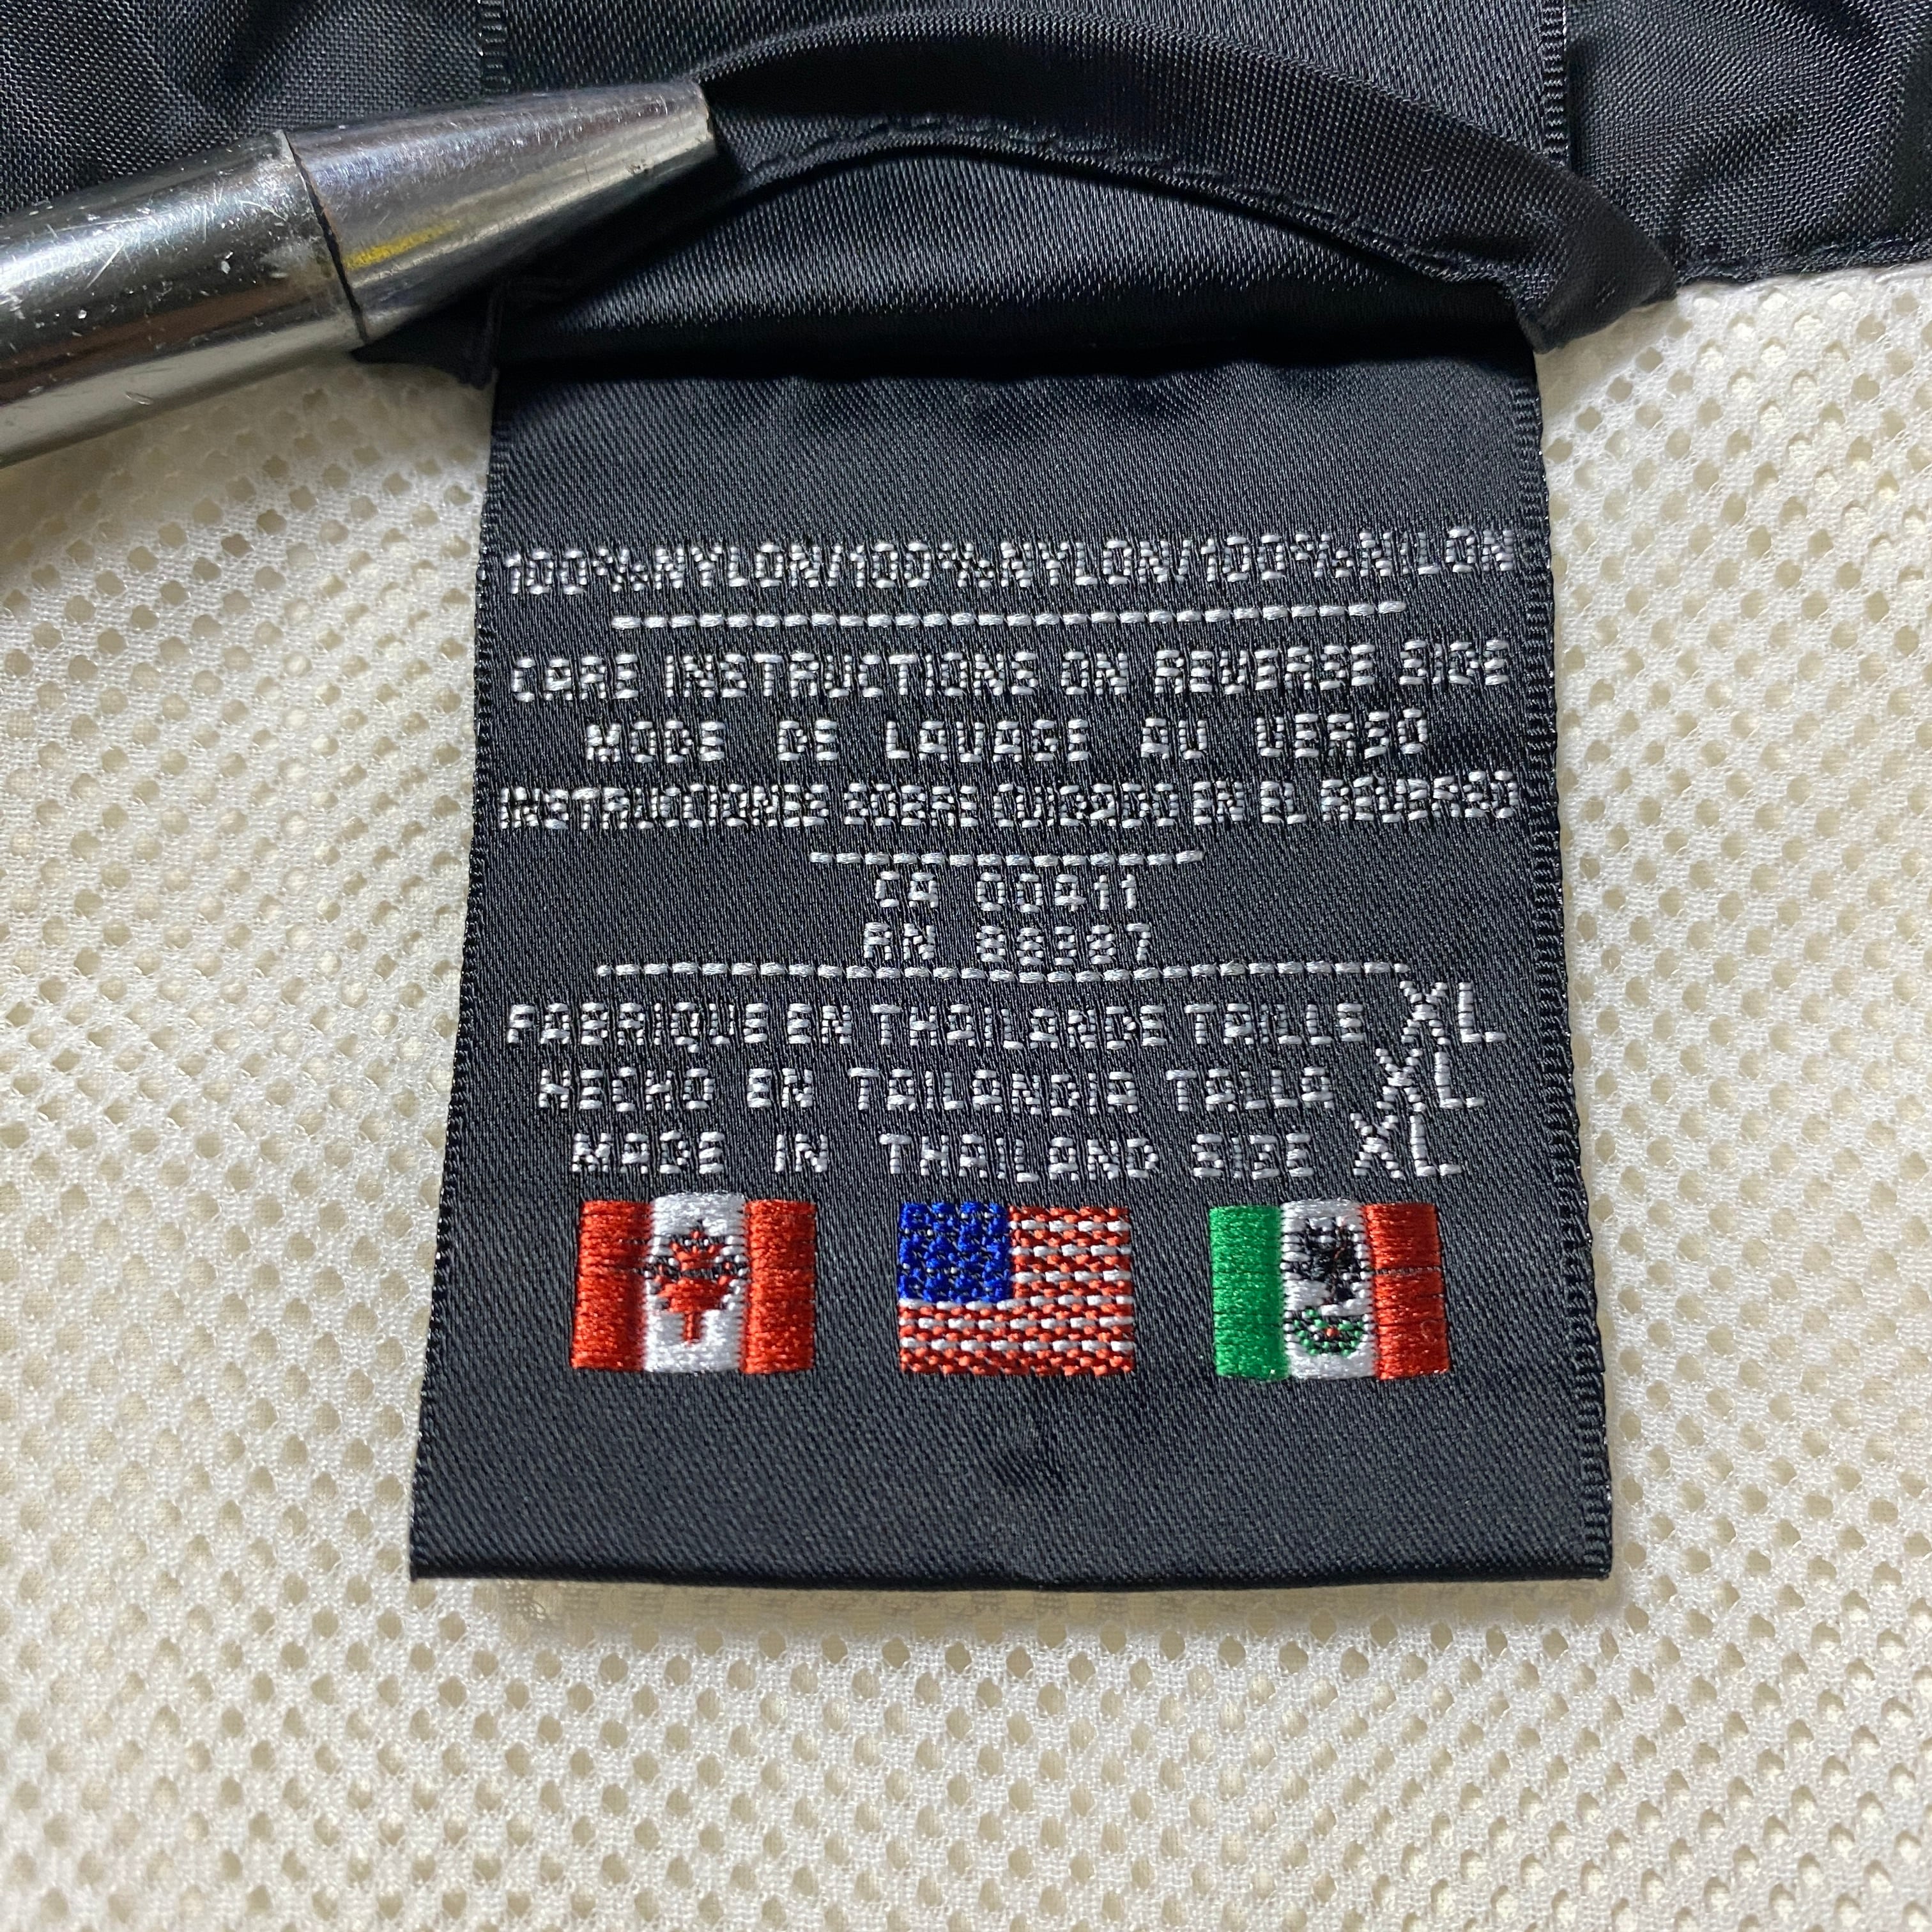 100%NYLON/100%NYLON/100%NILON
CARE INSTRUCTIONS ON REVERSE SIDE
MODE DE LAVAGE AU VERSO
INSTRUCCIONES SOBRE CUIDADO EN EL REVERSO
CA 00411
RN 88387
FABRIQUE EN THAILANDE TAILLE XL
HECHO EN TAILANDIA TALLA XL
MADE IN THAILAND SIZE XL